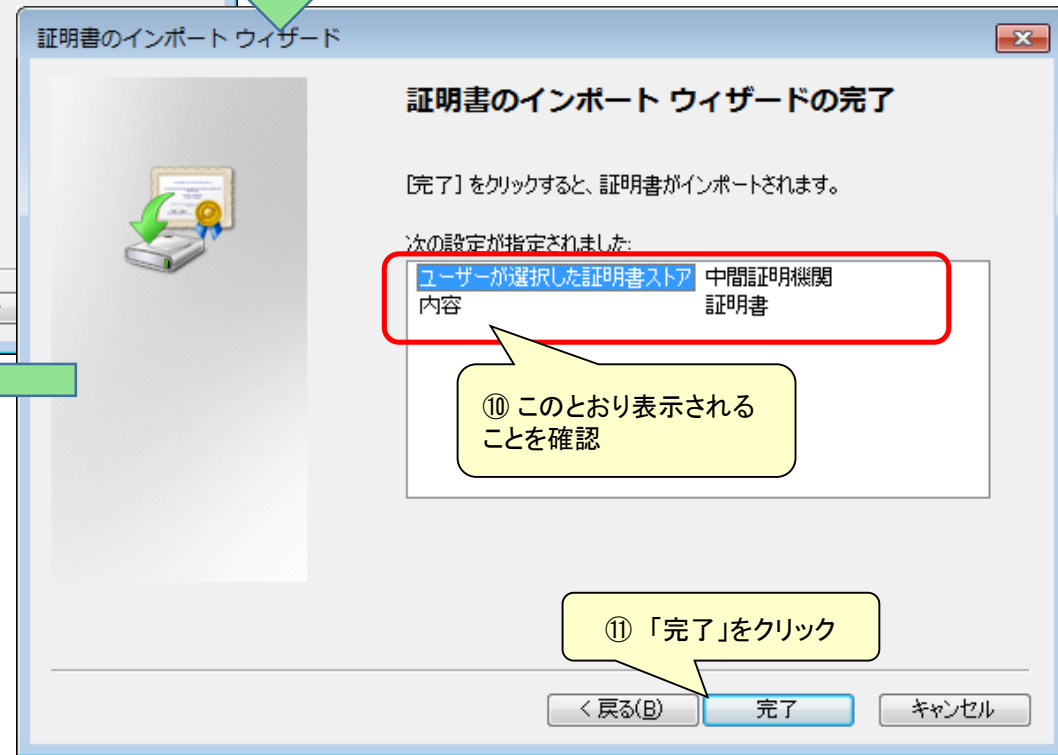 証明書のインポート ウィザード
証明書のインポート ウィザードの完了
[完了] をクリックすると、証明書がインポートされます。
次の設定が指定されました:
ユーザーが選択した証明書ストア 中間証明機関
内容 証明書
⑩ このとおり表示される
ことを確認
⑪ 「完了」をクリック
< 戻る(B) 完了 キャンセル